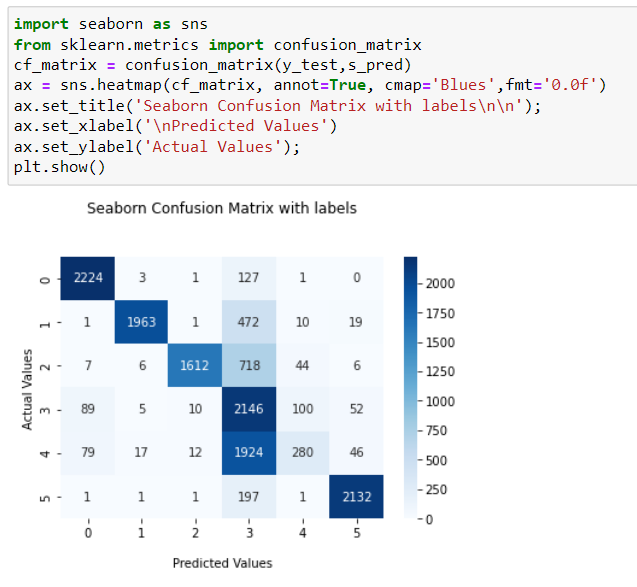 import seaborn as sns
from sklearn.metrics import confusion_matrix
cf_matrix = confusion_matrix(y_test,s_pred)
ax = sns.heatmap(cf_matrix, annot=True, cmap='Blues',fmt='0.0f')
ax.set_title('Seaborn Confusion Matrix with labels\n\n');
ax.set_xlabel('\nPredicted Values')
ax.set_ylabel('Actual Values');
plt.show()
Seaborn Confusion Matrix with labels
Actual Values
0 2224 3 1 127 1 0
1 1 1963 1 472 10 19
2 7 6 1612 718 44 6
3 89 5 10 2146 100 52
4 79 17 12 1924 280 46
5 1 1 1 197 1 2132
0 1 2 3 4 5
Predicted Values
2000
1750
1500
1250
1000
750
500
250
0